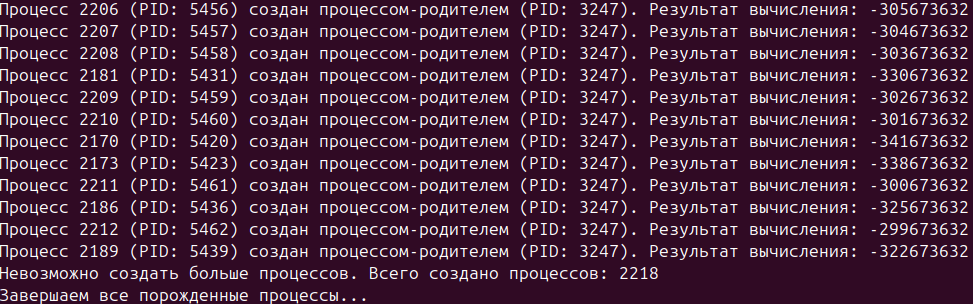 Процесс 2206 (PID: 5456) создан процессом-родителем (PID: 3247). Результат вычисления: -305673632
Процесс 2207 (PID: 5457) создан процессом-родителем (PID: 3247). Результат вычисления: -304673632
Процесс 2208 (PID: 5458) создан процессом-родителем (PID: 3247). Результат вычисления: -303673632
Процесс 2181 (PID: 5431) создан процессом-родителем (PID: 3247). Результат вычисления: -330673632
Процесс 2209 (PID: 5459) создан процессом-родителем (PID: 3247). Результат вычисления: -302673632
Процесс 2210 (PID: 5460) создан процессом-родителем (PID: 3247). Результат вычисления: -301673632
Процесс 2170 (PID: 5420) создан процессом-родителем (PID: 3247). Результат вычисления: -341673632
Процесс 2173 (PID: 5423) создан процессом-родителем (PID: 3247). Результат вычисления: -338673632
Процесс 2211 (PID: 5461) создан процессом-родителем (PID: 3247). Результат вычисления: -300673632
Процесс 2186 (PID: 5436) создан процессом-родителем (PID: 3247). Результат вычисления: -325673632
Процесс 2212 (PID: 5462) создан процессом-родителем (PID: 3247). Результат вычисления: -299673632
Процесс 2189 (PID: 5439) создан процессом-родителем (PID: 3247). Результат вычисления: -322673632
Невозможно создать больше процессов. Всего создано процессов: 2218
Завершаем все порожденные процессы...